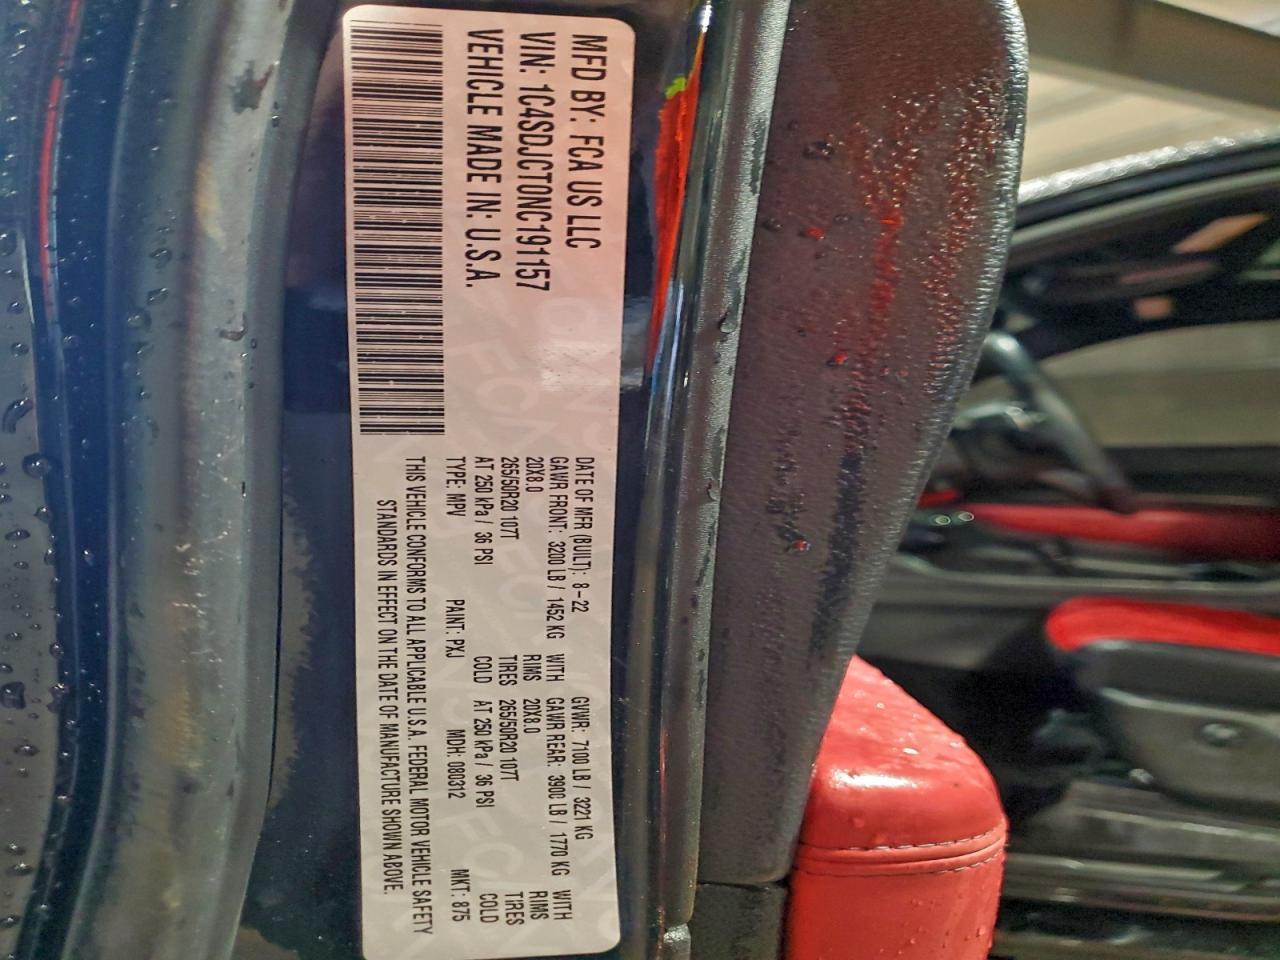 MFD BY: FCA US LLC
VIN: 1C4SDJCT0NC191157
VEHICLE MADE IN: U.S.A.
DATE OF MFR (BUILT): 8-22 GVWR: 7100 LB / 3221 KG
GAWR FRONT: 3200 LB / 1452 KG WITH GAWR REAR: 3900 LB / 1770 KG WITH
20X8.0 RIMS 20X8.0 RIMS
265/50R20 107T TIRES 265/50R20 107T TIRES
AT 250 kPa / 36 PSI COLD AT 250 kPa / 36 PSI COLD
TYPE: MPV PAINT: PXJ MDH: 080312 MKT: 875
THIS VEHICLE CONFORMS TO ALL APPLICABLE U.S.A. FEDERAL MOTOR VEHICLE SAFETY
STANDARDS IN EFFECT ON THE DATE OF MANUFACTURE SHOWN ABOVE.